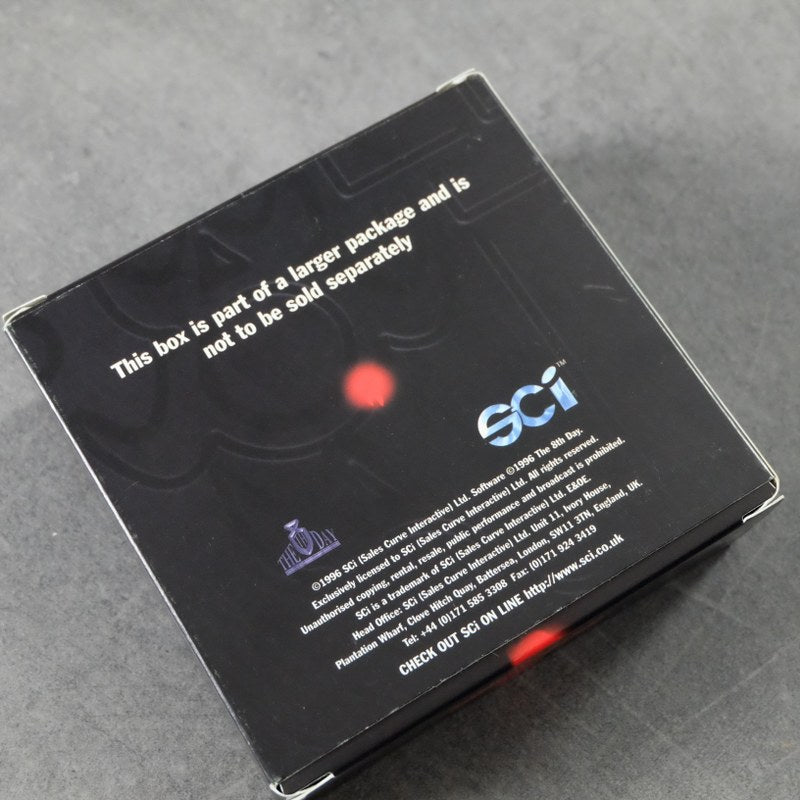 This box is part of a larger package and is
not to be sold separately
SCi™
THE 8th DAY
©1996 SCi (Sales Curve Interactive) Ltd. Software ©1996 The 8th Day.
Exclusively licensed to SCi (Sales Curve Interactive) Ltd. All rights reserved.
Unauthorised copying, rental, resale, public performance and broadcast is prohibited.
SCi is a trademark of SCi (Sales Curve Interactive) Ltd. E&OE.
Head Office: SCi (Sales Curve Interactive) Ltd. Unit 11, Ivory House,
Plantation Wharf, Clove Hitch Quay, Battersea, London, SW11 3TN, England, UK.
Tel: +44 (0)171 585 3308 Fax: (0)171 924 3419
CHECK OUT SCi ON LINE http://www.sci.co.uk